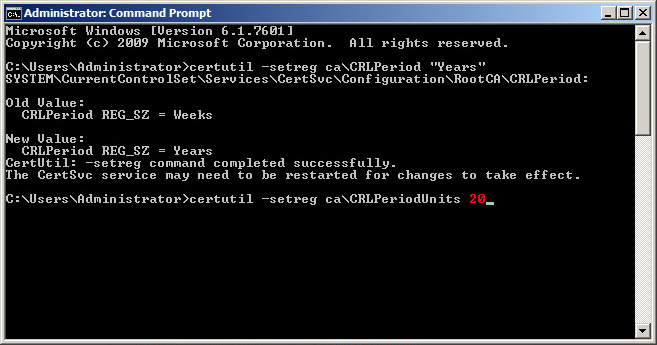 Administrator: Command Prompt
Microsoft Windows [Version 6.1.7601]
Copyright (c) 2009 Microsoft Corporation.  All rights reserved.
C:\Users\Administrator>certutil -setreg ca\CRLPeriod "Years"
SYSTEM\CurrentControlSet\Services\CertSvc\Configuration\RootCA\CRLPeriod:
Old Value:
CRLPeriod REG_SZ = Weeks
New Value:
CRLPeriod REG_SZ = Years
CertUtil: -setreg command completed successfully.
The CertSvc service may need to be restarted for changes to take effect.
C:\Users\Administrator>certutil -setreg ca\CRLPeriodUnits 20_